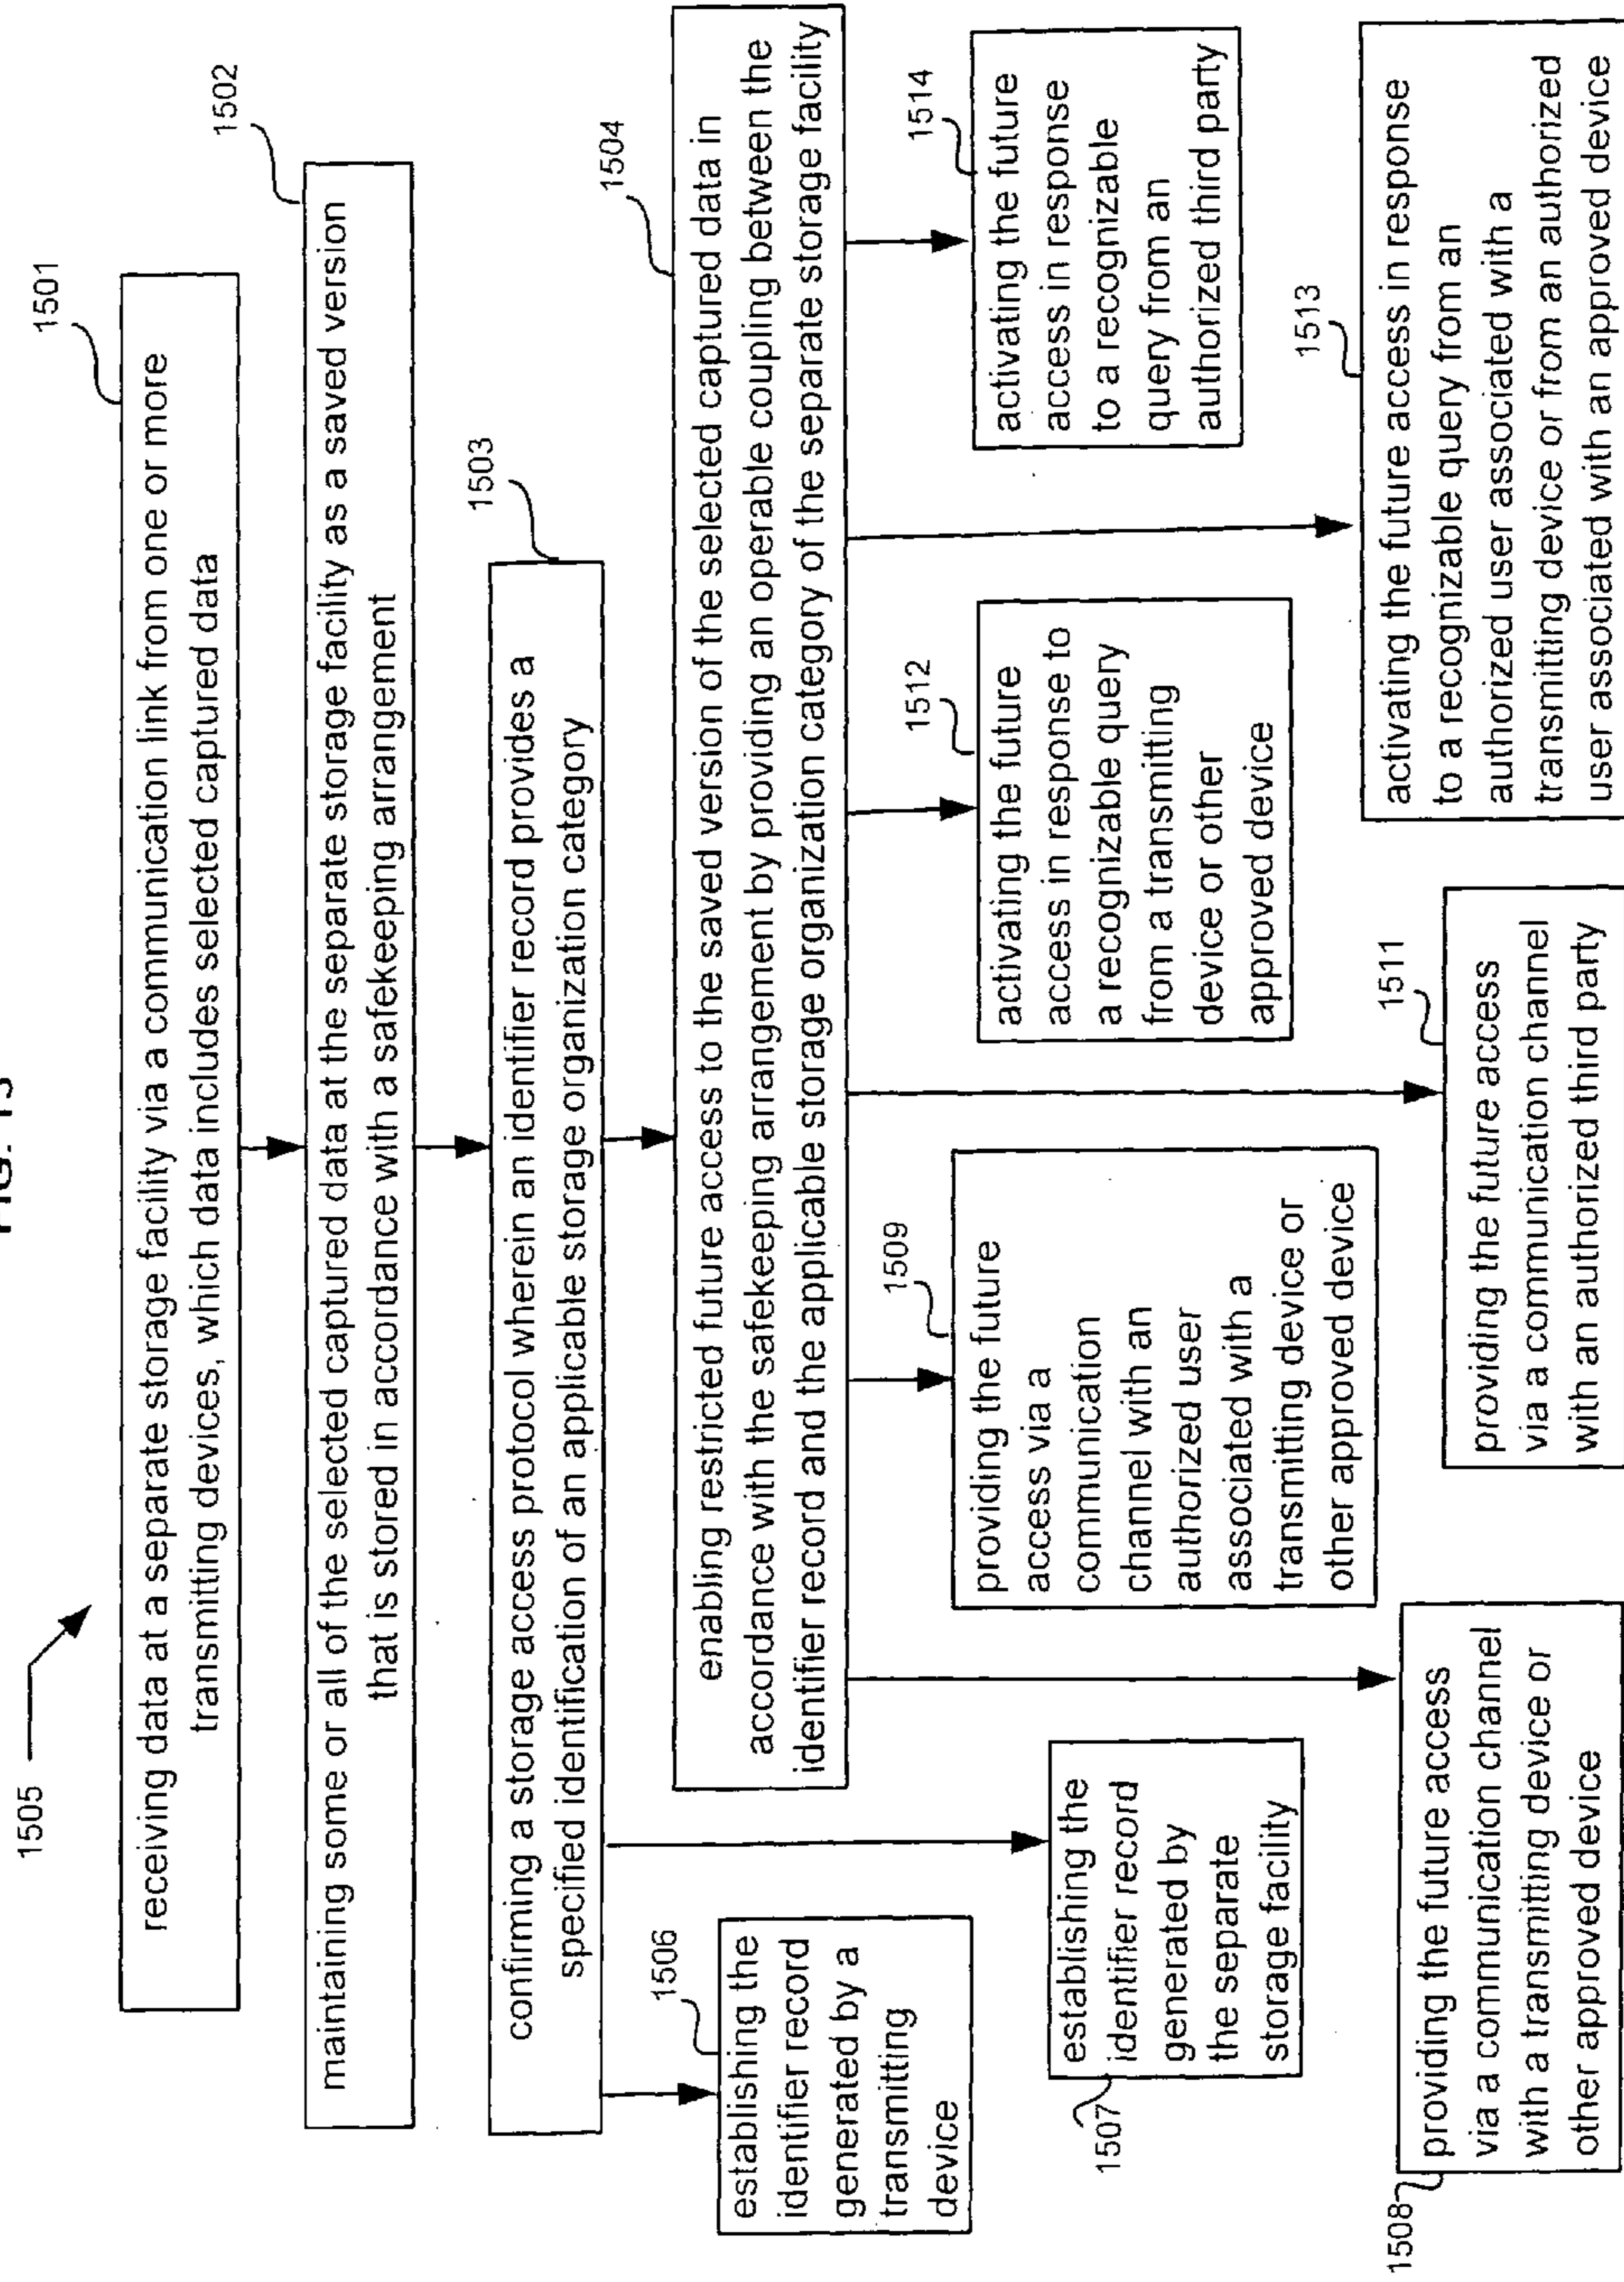 FIG. 15
1505
1501
receiving data at a separate storage facility via a communication link from one or more
transmitting devices, which data includes selected captured data
1502
maintaining some or all of the selected captured data at the separate storage facility as a saved version
that is stored in accordance with a safekeeping arrangement
1503
confirming a storage access protocol wherein an identifier record provides a
specified identification of an applicable storage organization category
1504
enabling restricted future access to the saved version of the selected captured data in
accordance with the safekeeping arrangement by providing an operable coupling between the
identifier record and the applicable storage organization category of the separate storage facility
1506
establishing the
identifier record
generated by a
transmitting
device
1507
establishing the
identifier record
generated by
the separate
storage facility
1508
providing the future access
via a communication channel
with a transmitting device or
other approved device
1509
providing the future
access via a
communication
channel with an
authorized user
associated with a
transmitting device or
other approved device
1511
providing the future access
via a communication channel
with an authorized third party
1512
activating the future
access in response to
a recognizable query
from a transmitting
device or other
approved device
1513
activating the future access in response
to a recognizable query from an
authorized user associated with a
transmitting device or from an authorized
user associated with an approved device
1514
activating the future
access in response
to a recognizable
query from an
authorized third party